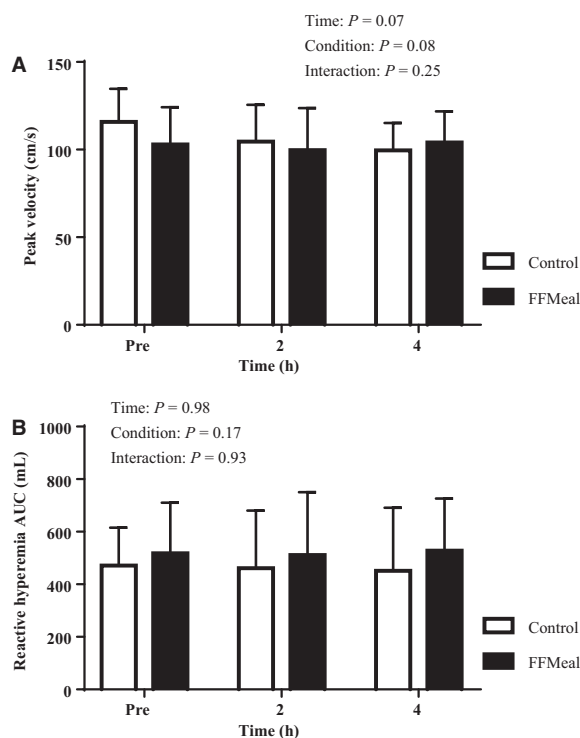 Time: P = 0.07
Condition: P = 0.08
Interaction: P = 0.25
A
150
100
50
0
Peak velocity (cm/s)
Control
FFMeal
Pre
2
4
Time (h)
B
Time: P = 0.98
Condition: P = 0.17
Interaction: P = 0.93
1000
800
600
400
200
0
Reactive hyperemia AUC (mL)
Control
FFMeal
Pre
2
4
Time (h)